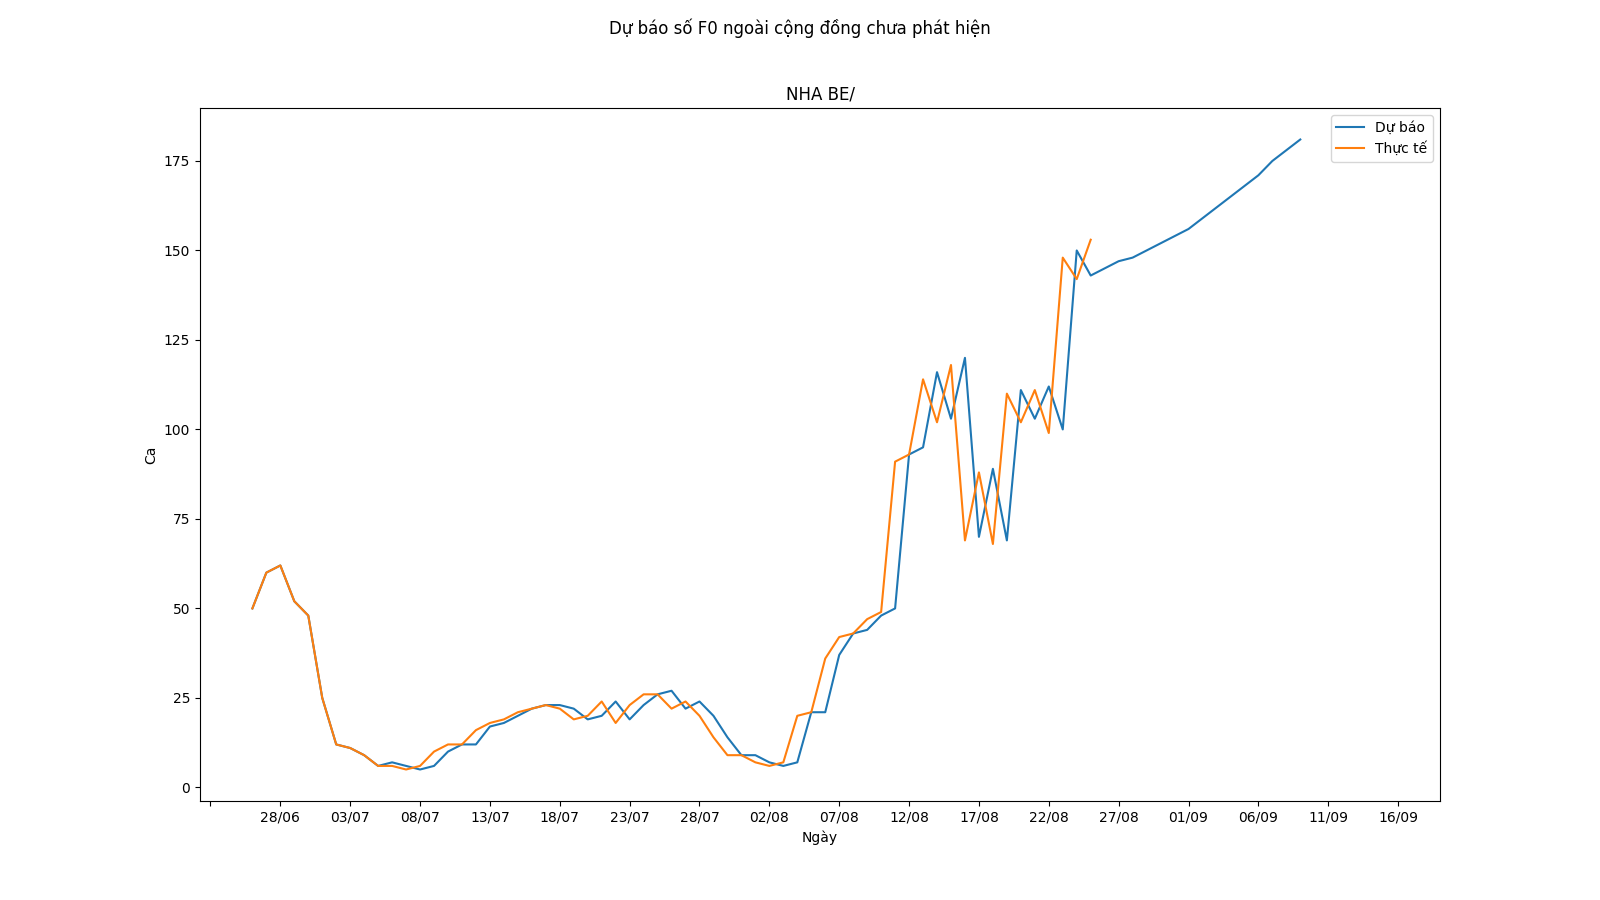 Dự báo số F0 ngoài cộng đồng chưa phát hiện
NHA BE/
Dự báo
Thực tế
175
150
125
100
75
50
25
0
Ca
28/06 03/07 08/07 13/07 18/07 23/07 28/07 02/08 07/08 12/08 17/08 22/08 27/08 01/09 06/09 11/09 16/09
Ngày